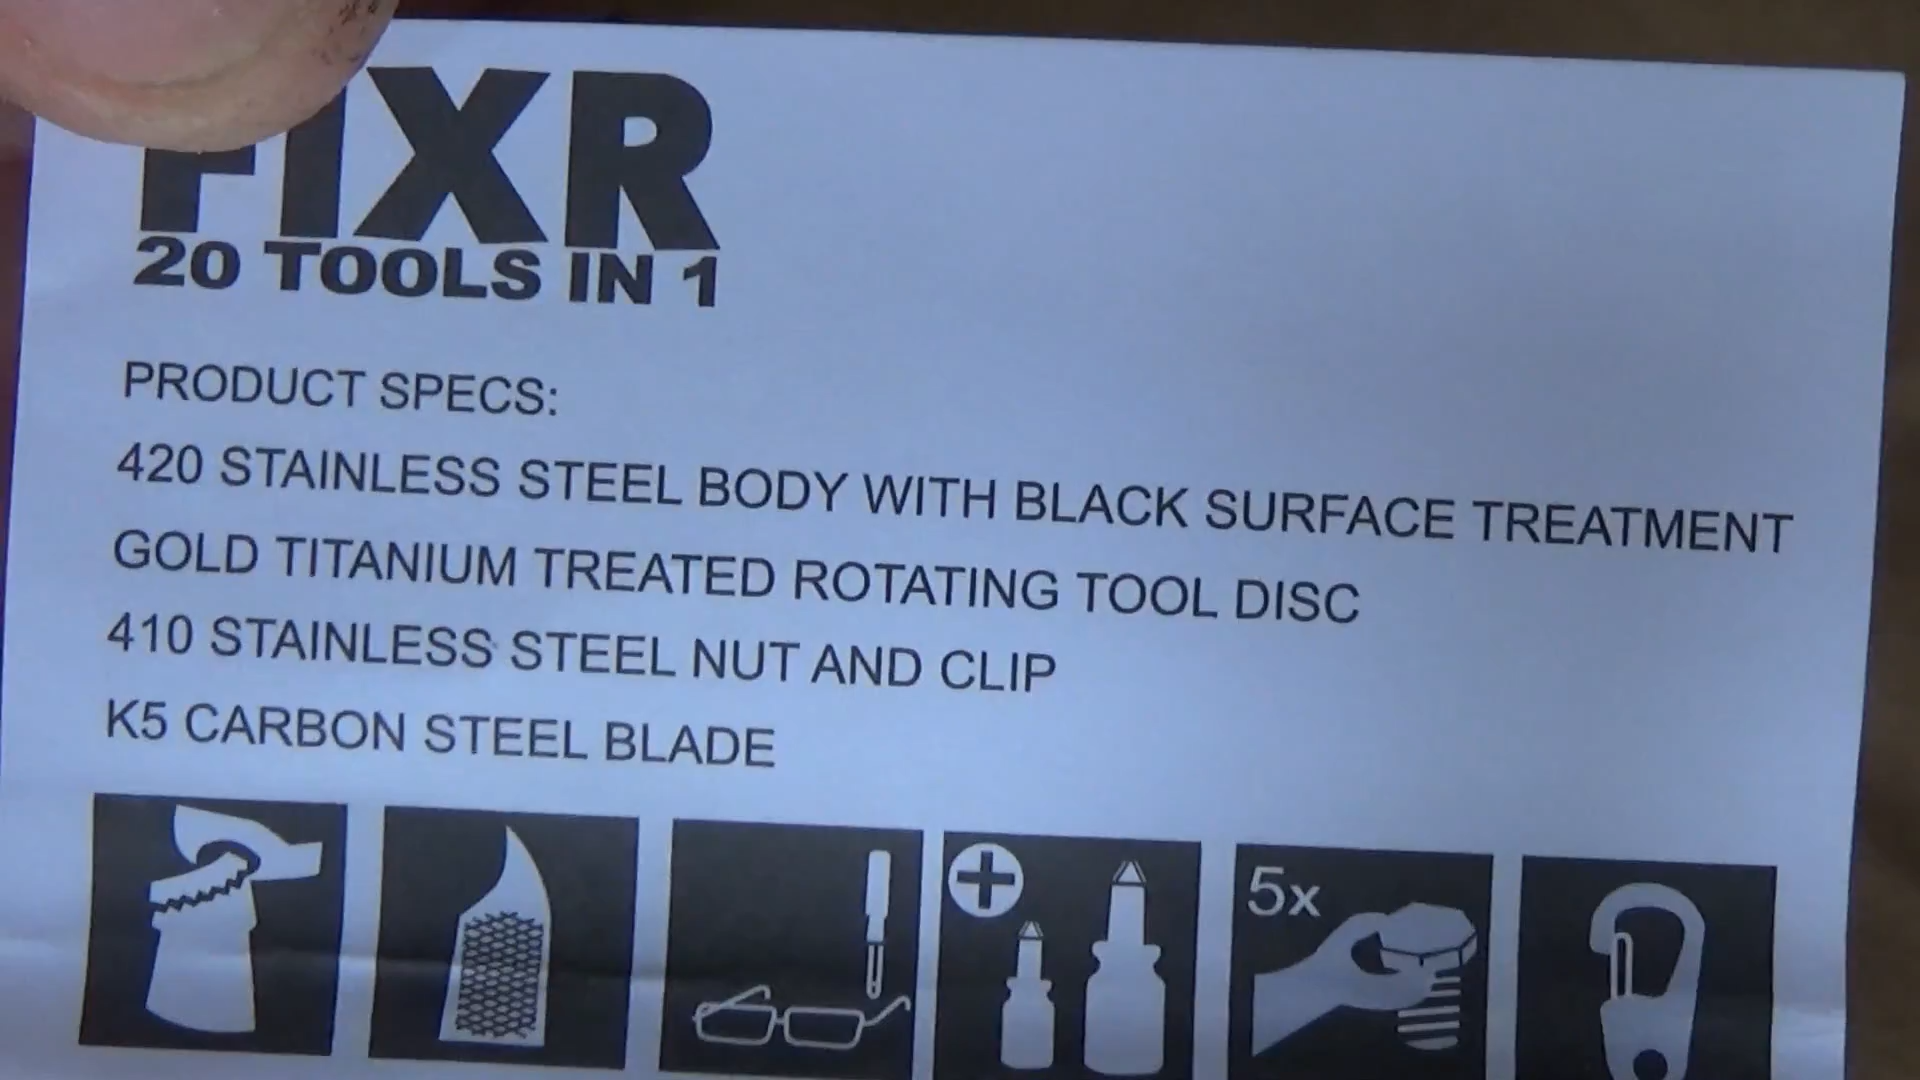 FIXR
20 TOOLS IN 1
PRODUCT SPECS:
420 STAINLESS STEEL BODY WITH BLACK SURFACE TREATMENT
GOLD TITANIUM TREATED ROTATING TOOL DISC
410 STAINLESS STEEL NUT AND CLIP
K5 CARBON STEEL BLADE
5x